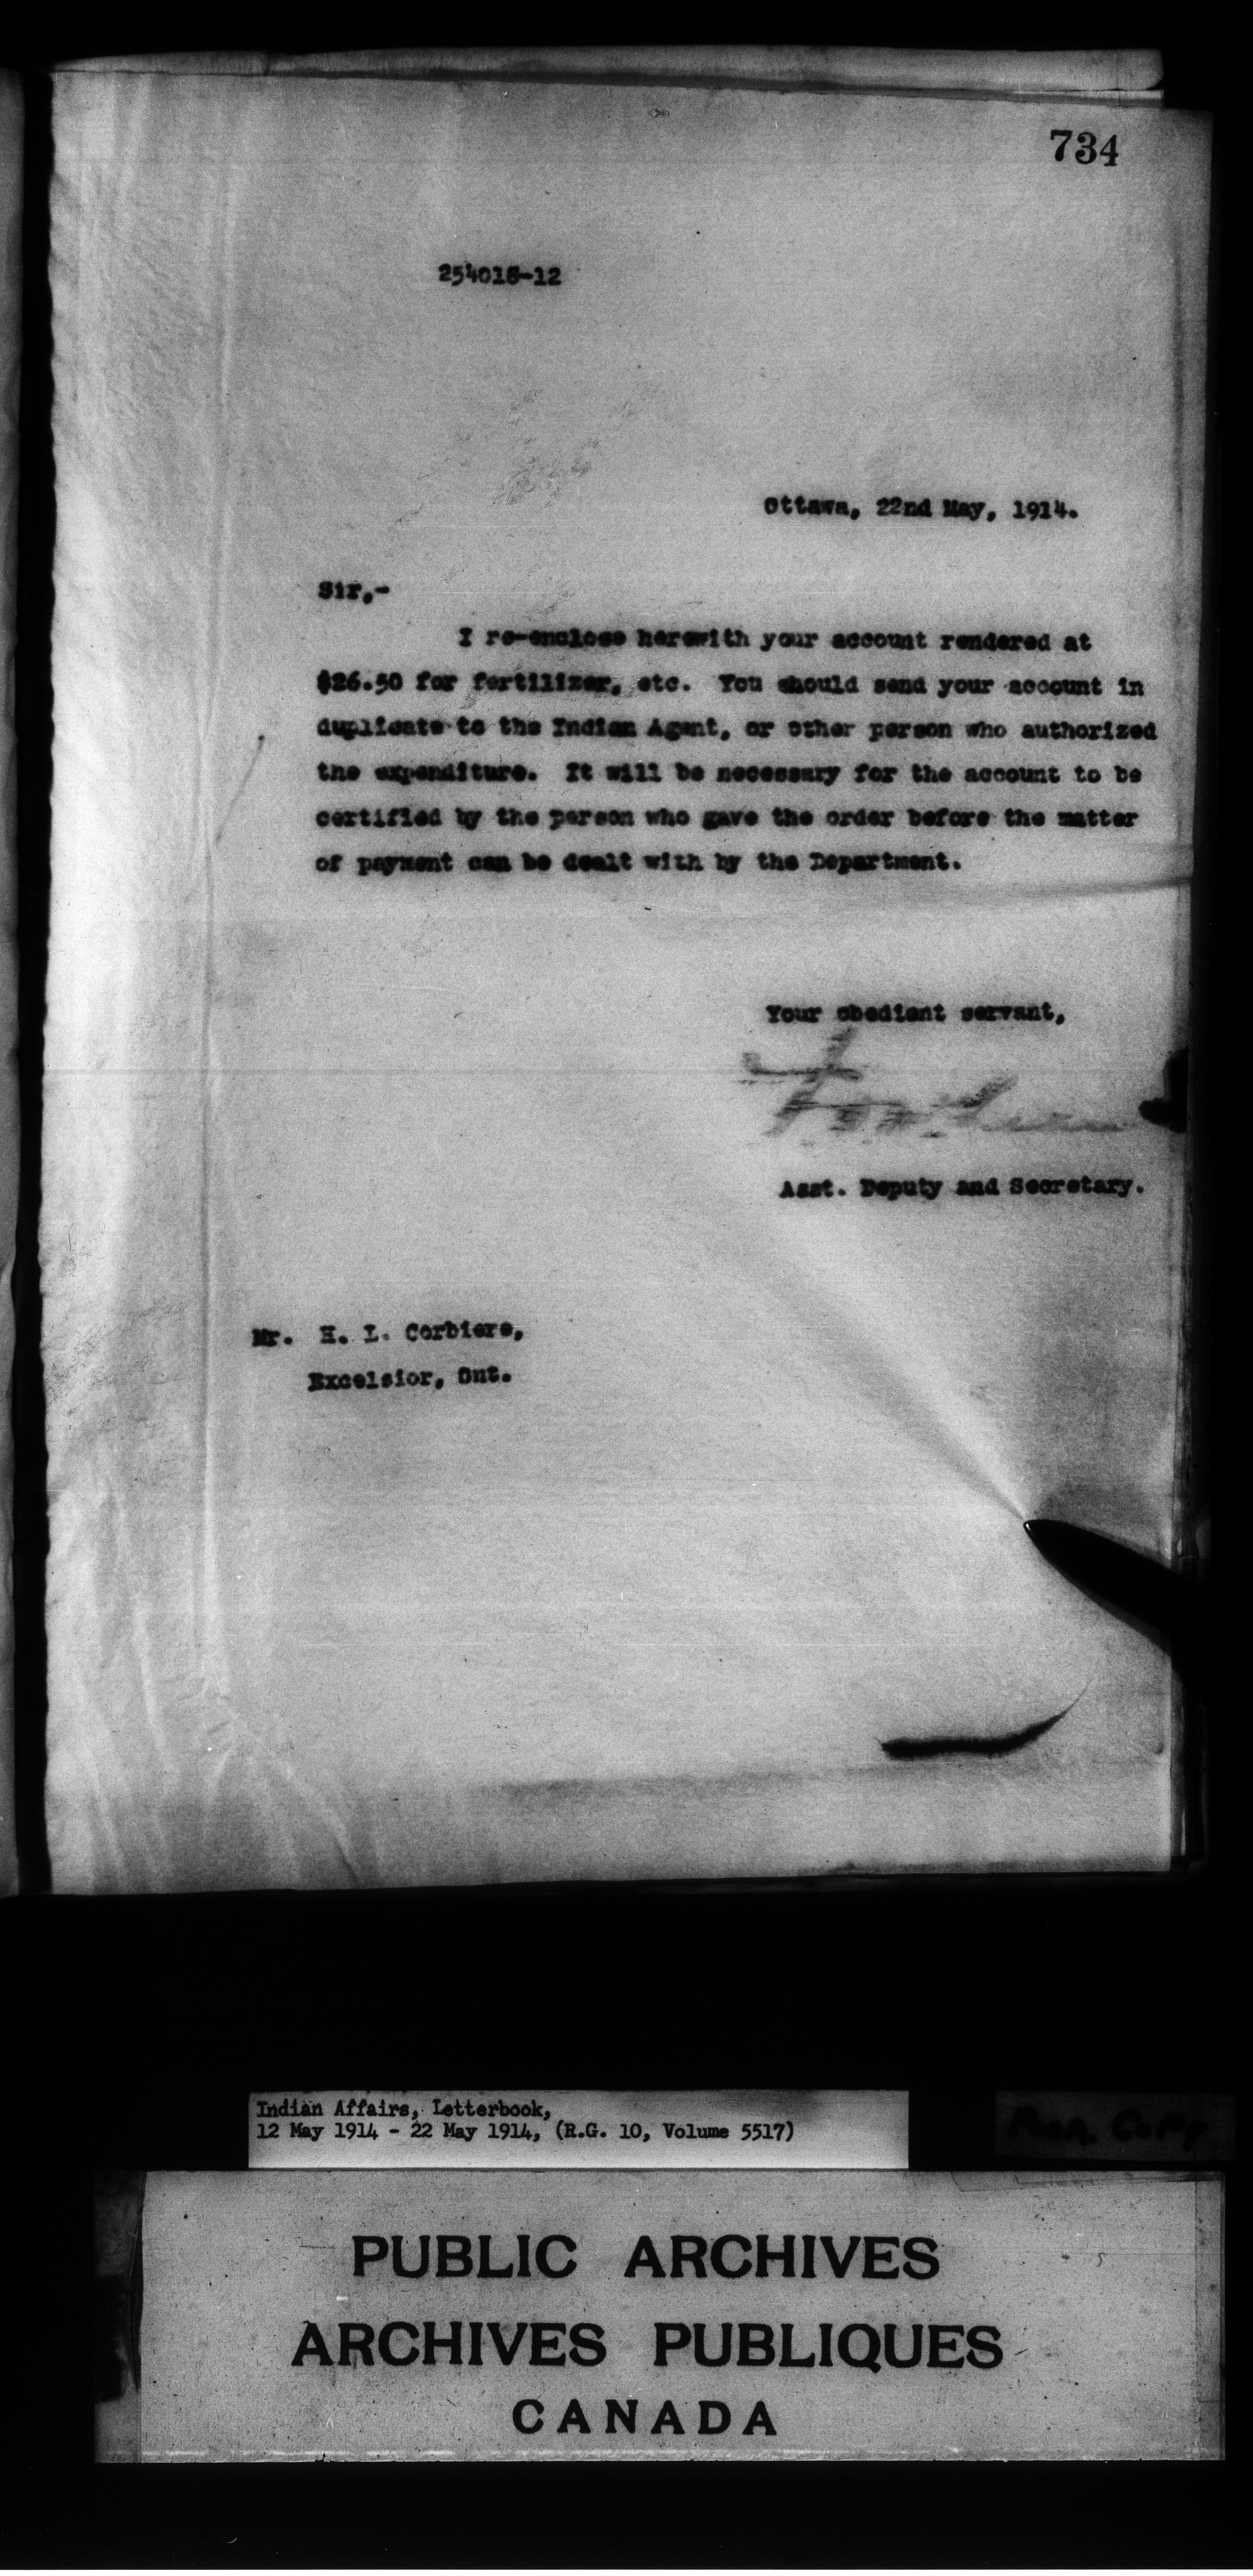 734
254018-12
Ottawa, 22nd May, 1914.
Sir,-
I re-enclose herewith your account rendered at
$26.50 for fertilizer, etc. You should send your account in
duplicate to the Indian Agent, or other person who authorized
the expenditure. It will be necessary for the account to be
certified by the person who gave the order before the matter
of payment can be dealt with by the Department.
Your obedient servant,
Asst. Deputy and Secretary.
Mr. H. L. Corbiere,
Excelsior, Ont.
Indian Affairs, Letterbook,
12 May 1914 - 22 May 1914, (R.G. 10, Volume 5517)
Poor Copy
PUBLIC ARCHIVES
ARCHIVES PUBLIQUES
CANADA